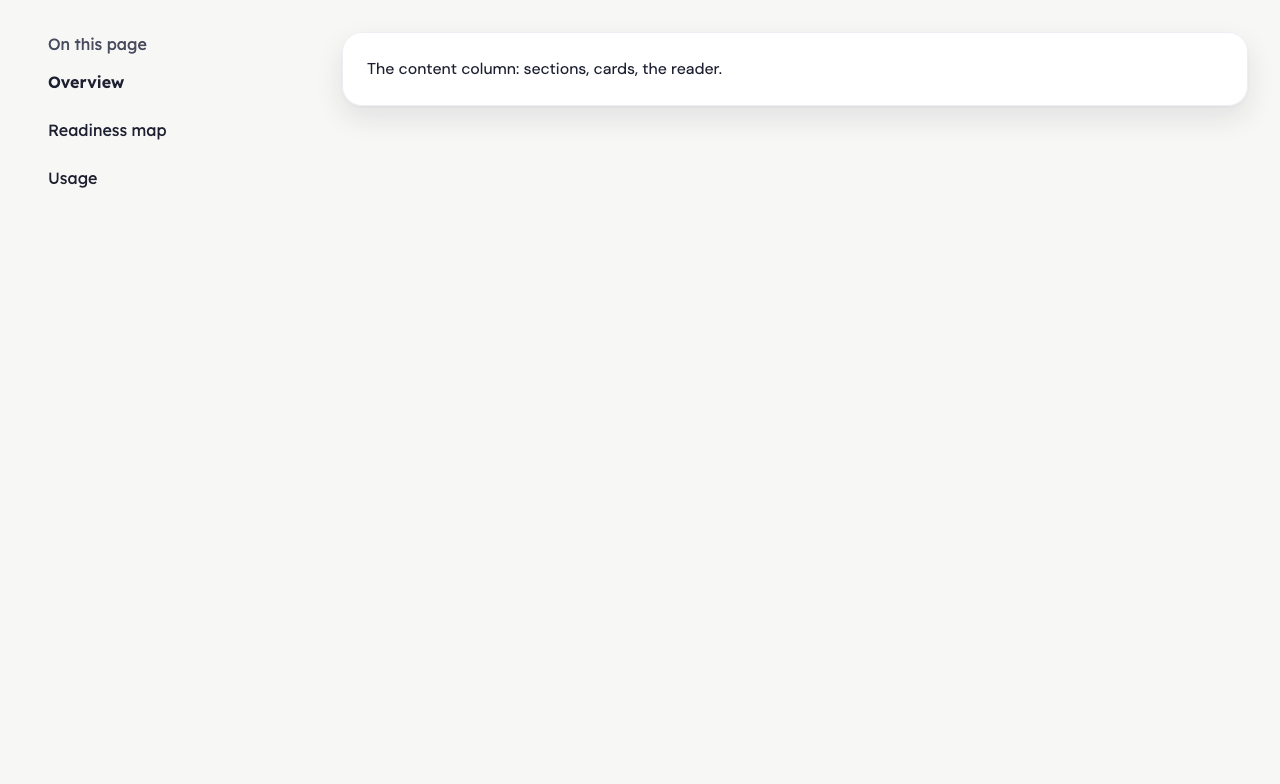 On this page
Overview
Readiness map
Usage
The content column: sections, cards, the reader.